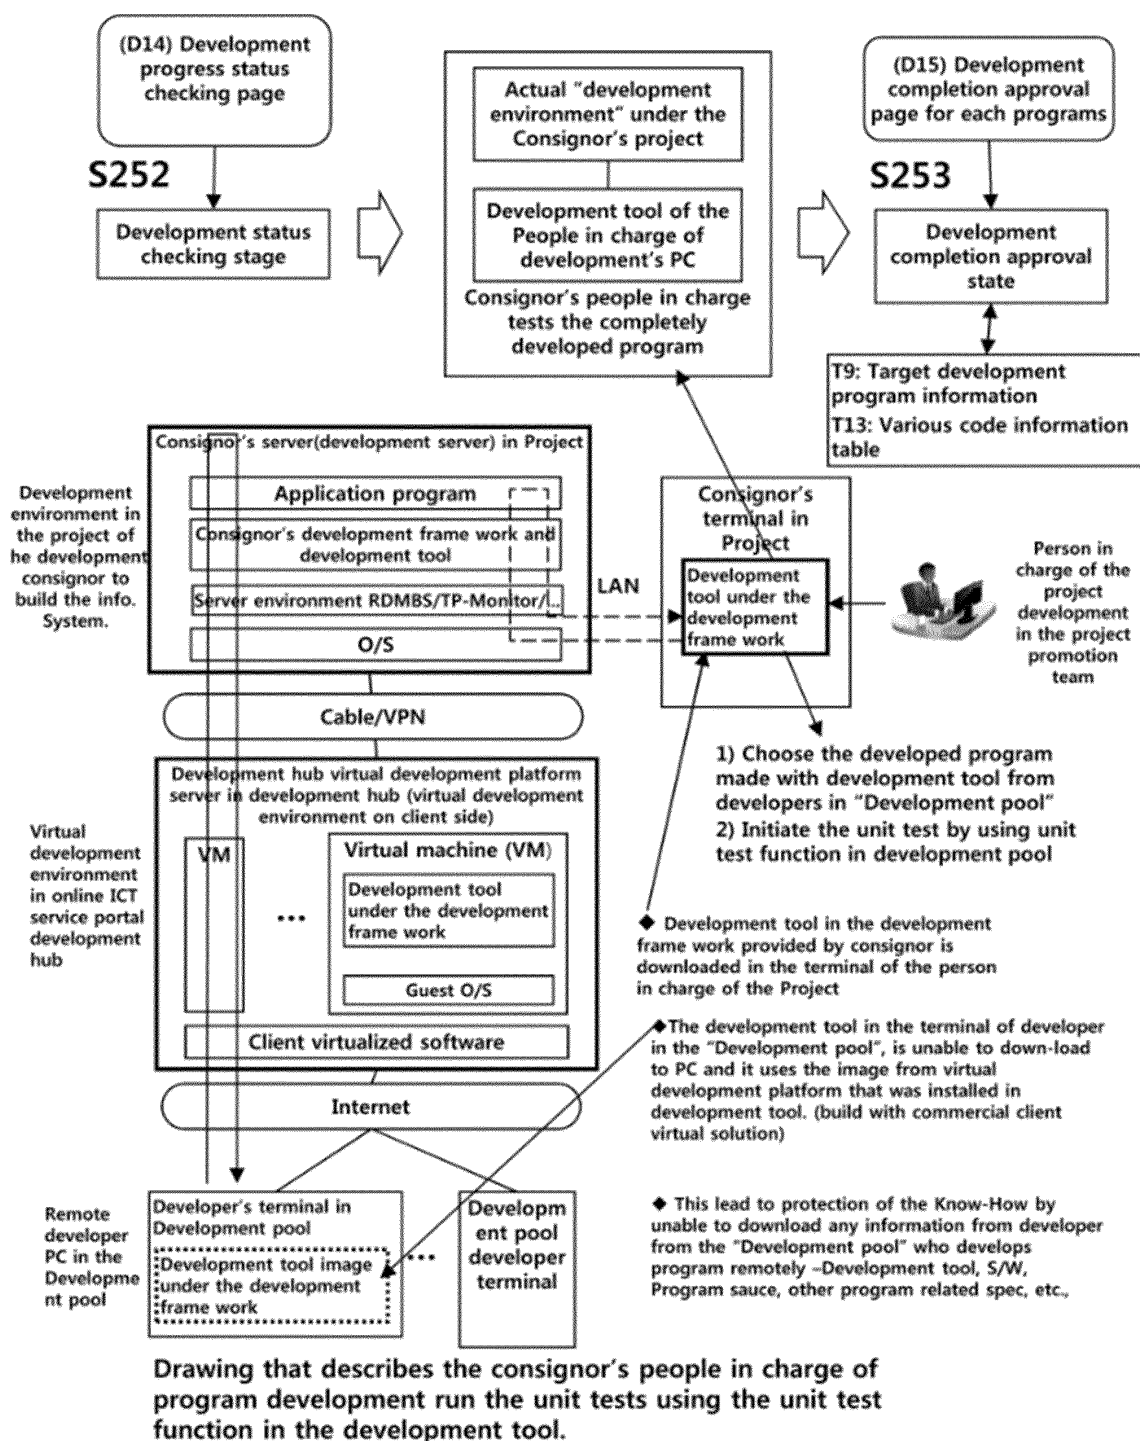 (D14) Development
progress status
checking page
S252
Development status
checking stage
Actual "development
environment" under the
Consignor's project
Development tool of the
People in charge of
development's PC
Consignor's people in charge
tests the completely
developed program
(D15) Development
completion approval
page for each programs
S253
Development
completion approval
state
T9: Target development
program information
T13: Various code information
table
Development
environment in
the project of
he development
consignor to
build the info.
System.
Consignor's server(development server) in Project
Application program
Consignor's development frame work and
development tool
Server environment RDMBS/TP-Monitor/...
O/S
LAN
Consignor's
terminal in
Project
Development
tool under the
development
frame work
Person in
charge of the
project
development
in the project
promotion
team
Cable/VPN
1) Choose the developed program
made with development tool from
developers in "Development pool"
2) Initiate the unit test by using unit
test function in development pool
Virtual
development
environment
in online ICT
service portal
development
hub
Development hub virtual development platform
server in development hub (virtual development
environment on client side)
VM
...
Virtual machine (VM)
Development tool
under the development
frame work
Guest O/S
Client virtualized software
◆ Development tool in the development
frame work provided by consignor is
downloaded in the terminal of the person
in charge of the Project
◆The development tool in the terminal of developer
in the "Development pool", is unable to down-load
to PC and it uses the image from virtual
development platform that was installed in
development tool. (build with commercial client
virtual solution)
Internet
Remote
developer
PC in the
Developme
nt pool
Developer's terminal in
Development pool
Development tool image
under the development
frame work
...
Developm
ent pool
developer
terminal
◆ This lead to protection of the Know-How by
unable to download any information from developer
from the "Development pool" who develops
program remotely –Development tool, S/W,
Program sauce, other program related spec, etc.,
Drawing that describes the consignor's people in charge of
program development run the unit tests using the unit test
function in the development tool.